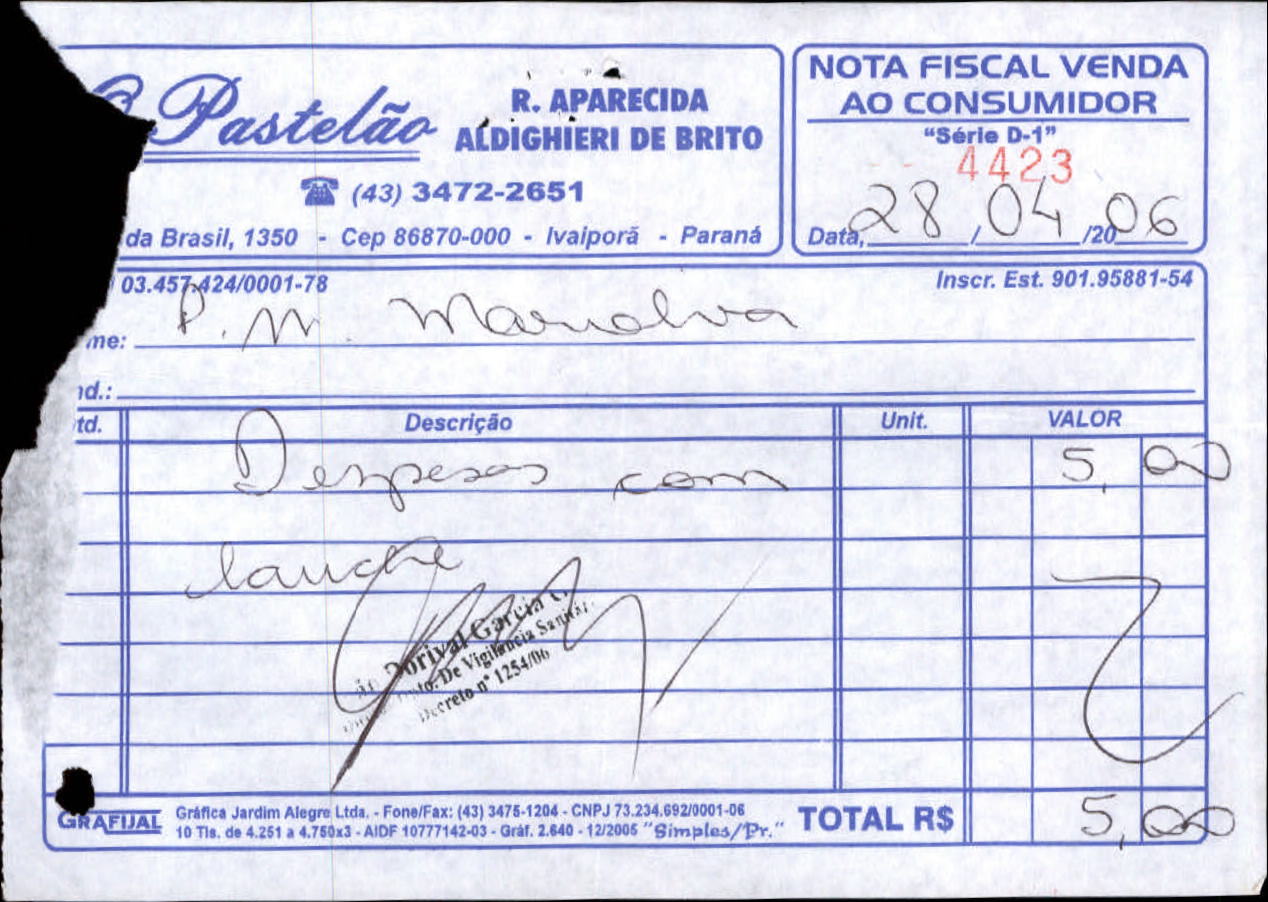 Pastelão
R. APARECIDA
ALDIGHIERI DE BRITO
(43) 3472-2651
da Brasil, 1350 - Cep 86870-000 - Ivaiporã - Paraná
NOTA FISCAL VENDA
AO CONSUMIDOR
"Série D-1"
4423
Data, 28 / 04 /2006
03.457.424/0001-78
Inscr. Est. 901.95881-54
me: P. M. Marialva
nd.:
td. Descrição Unit. VALOR
Despesas com 5,00
lanche
Dorival Garcia
De Vigilância
Decreto nº 1254/06
GRAFIJAL
Gráfica Jardim Alegre Ltda. - Fone/Fax: (43) 3475-1204 - CNPJ 73.234.692/0001-06
10 Tls. de 4.251 a 4.750x3 - AIDF 10777142-03 - Gráf. 2.640 - 12/2005 "Simples/Pr."
TOTAL R$ 5,00